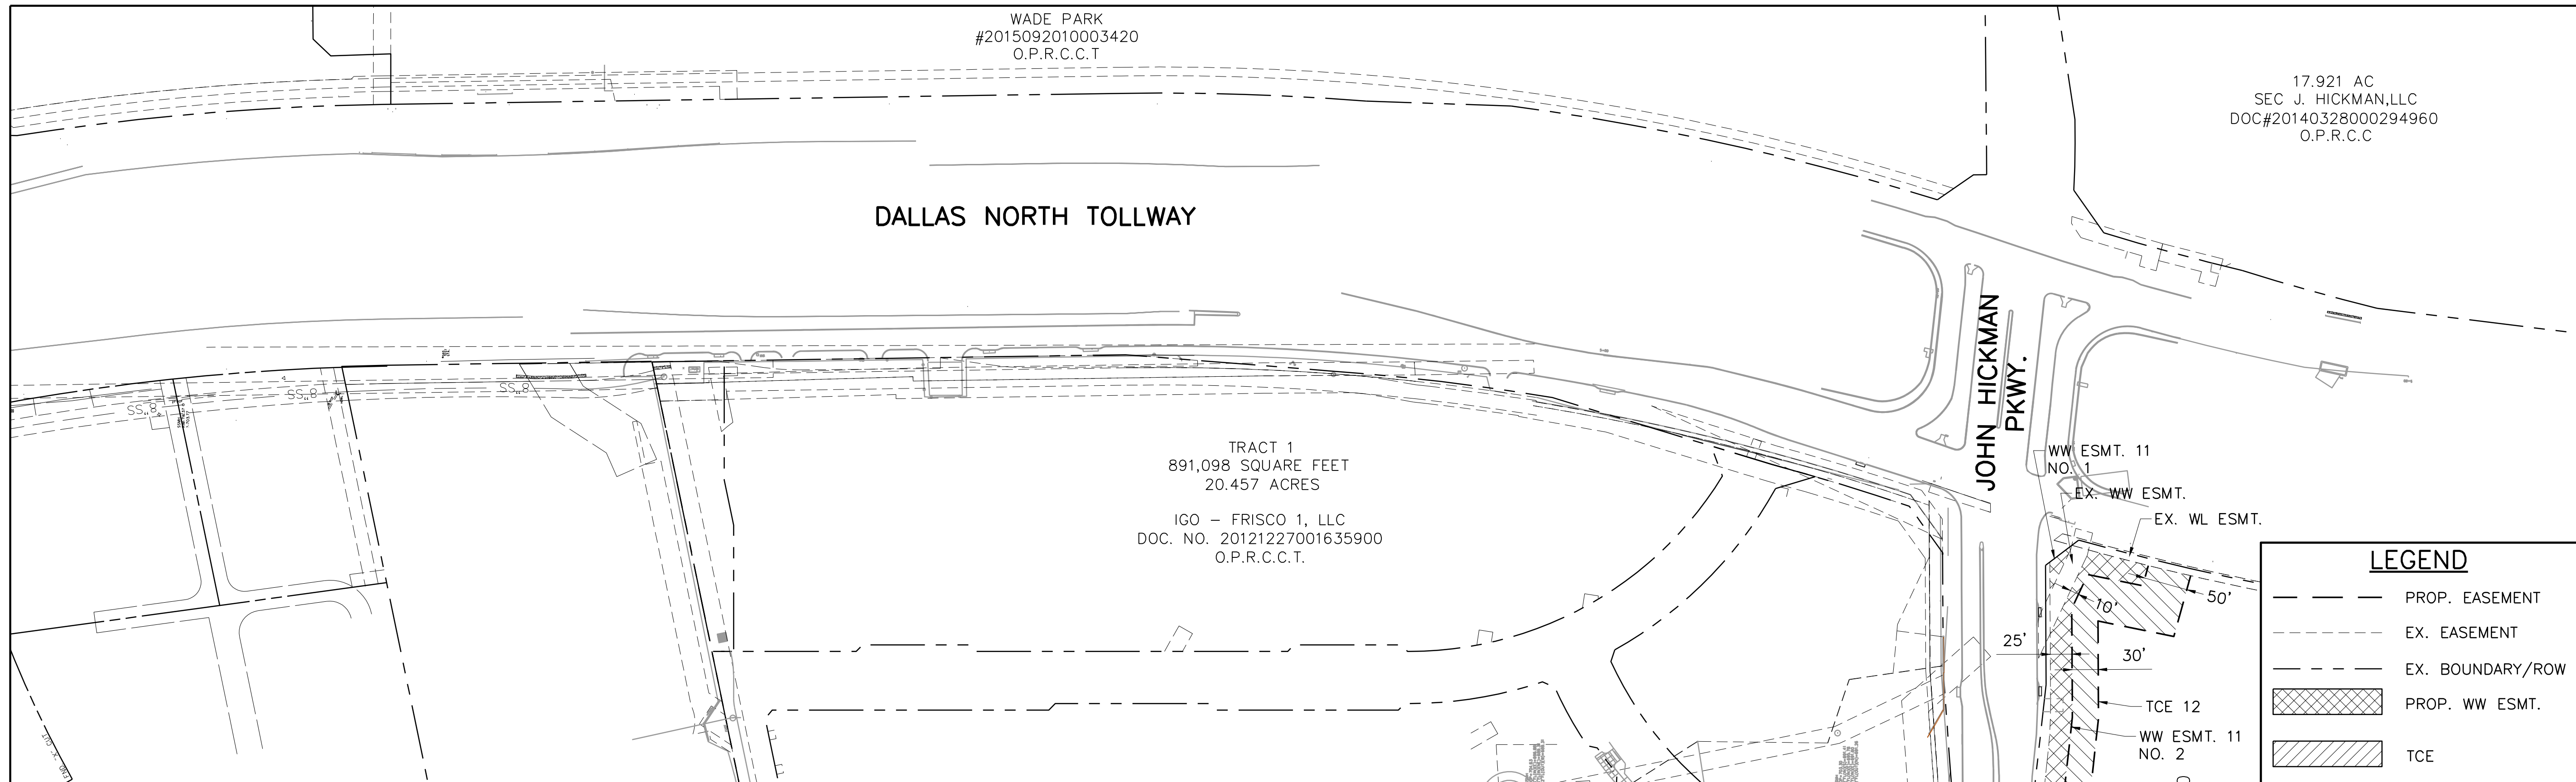 WADE PARK
#2015092010003420
O.P.R.C.C.T
17.921 AC
SEC J. HICKMAN,LLC
DOC#20140328000294960
O.P.R.C.C
DALLAS NORTH TOLLWAY
JOHN HICKMAN
PKWY.
SS„8
SS„8
SS„8
TRACT 1
891,098 SQUARE FEET
20.457 ACRES
IGO – FRISCO 1, LLC
DOC. NO. 20121227001635900
O.P.R.C.C.T.
WW ESMT. 11
NO. 1
EX. WW ESMT.
EX. WL ESMT.
50'
10'
25'
30'
TCE 12
WW ESMT. 11
NO. 2
LEGEND
PROP. EASEMENT
EX. EASEMENT
EX. BOUNDARY/ROW
PROP. WW ESMT.
TCE